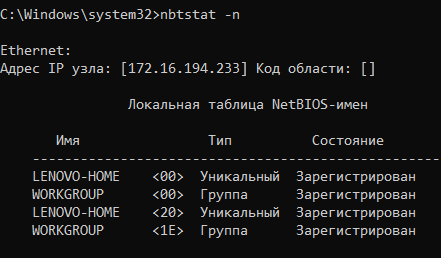 C:\Windows\system32>nbtstat -n
Ethernet:
Адрес IP узла: [172.16.194.233] Код области: []
Локальная таблица NetBIOS-имен
Имя Тип Состояние
---------------------------------------------------
LENOVO-HOME <00> Уникальный Зарегистрирован
WORKGROUP <00> Группа Зарегистрирован
LENOVO-HOME <20> Уникальный Зарегистрирован
WORKGROUP <1E> Группа Зарегистрирован